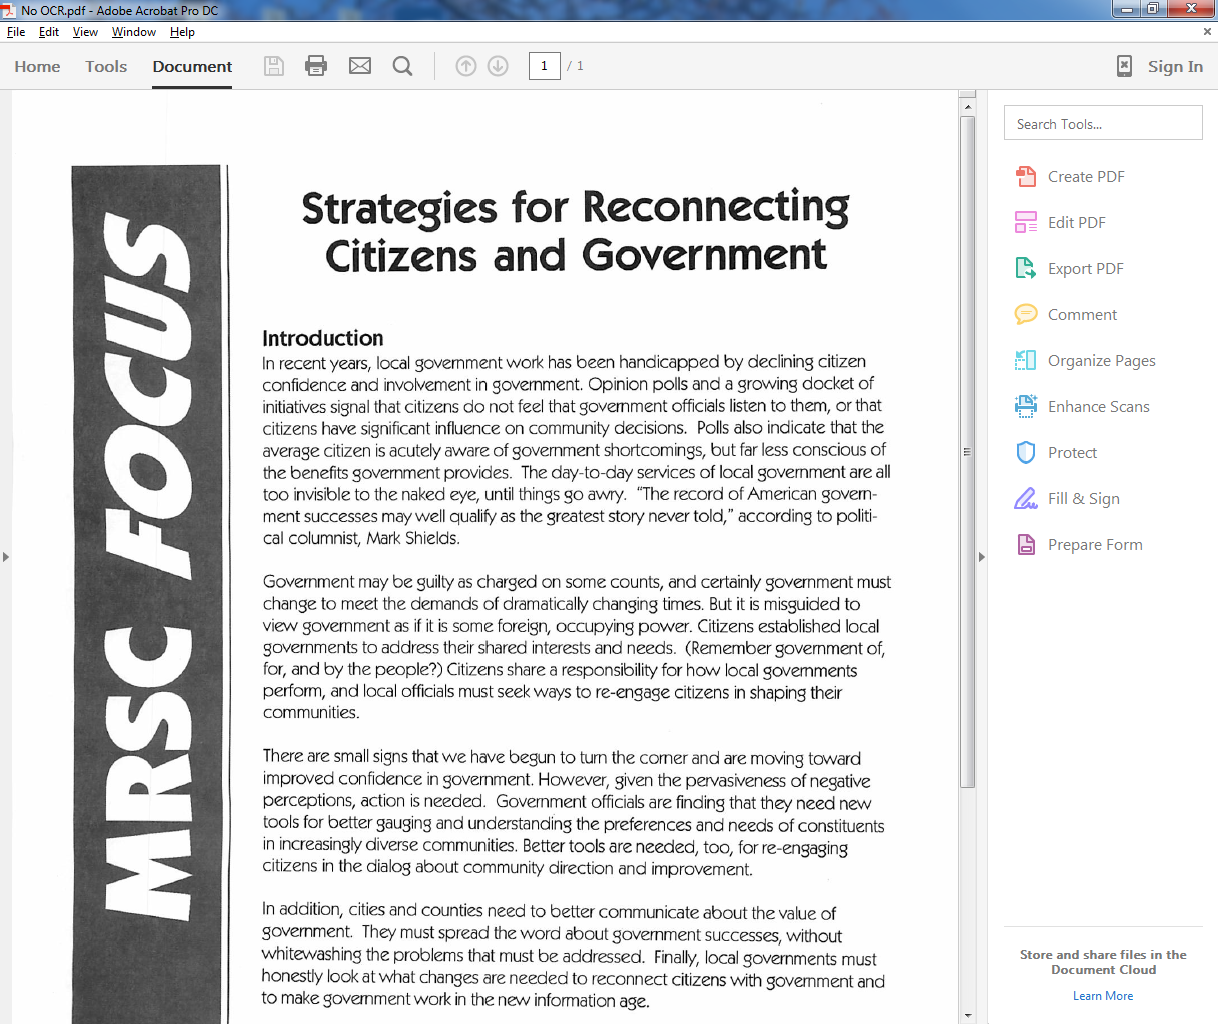 No OCR.pdf - Adobe Acrobat Pro DC
File Edit View Window Help
Home Tools Document 1 / 1 Sign In
Search Tools...
Create PDF
Edit PDF
Export PDF
Comment
Organize Pages
Enhance Scans
Protect
Fill & Sign
Prepare Form
Store and share files in the
Document Cloud
Learn More
MRSC FOCUS
Strategies for Reconnecting
Citizens and Government
Introduction
In recent years, local government work has been handicapped by declining citizen
confidence and involvement in government. Opinion polls and a growing docket of
initiatives signal that citizens do not feel that government officials listen to them, or that
citizens have significant influence on community decisions. Polls also indicate that the
average citizen is acutely aware of government shortcomings, but far less conscious of
the benefits government provides. The day-to-day services of local government are all
too invisible to the naked eye, until things go awry. "The record of American govern-
ment successes may well qualify as the greatest story never told," according to politi-
cal columnist, Mark Shields.
Government may be guilty as charged on some counts, and certainly government must
change to meet the demands of dramatically changing times. But it is misguided to
view government as if it is some foreign, occupying power. Citizens established local
governments to address their shared interests and needs. (Remember government of,
for, and by the people?) Citizens share a responsibility for how local governments
perform, and local officials must seek ways to re-engage citizens in shaping their
communities.
There are small signs that we have begun to turn the corner and are moving toward
improved confidence in government. However, given the pervasiveness of negative
perceptions, action is needed. Government officials are finding that they need new
tools for better gauging and understanding the preferences and needs of constituents
in increasingly diverse communities. Better tools are needed, too, for re-engaging
citizens in the dialog about community direction and improvement.
In addition, cities and counties need to better communicate about the value of
government. They must spread the word about government successes, without
whitewashing the problems that must be addressed. Finally, local governments must
honestly look at what changes are needed to reconnect citizens with government and
to make government work in the new information age.